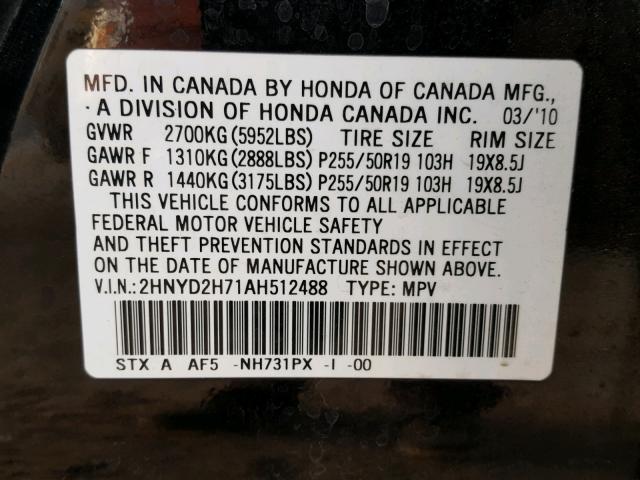 MFD. IN CANADA BY HONDA OF CANADA MFG.,
· A DIVISION OF HONDA CANADA INC. 03/'10
GVWR 2700KG (5952LBS) TIRE SIZE RIM SIZE
GAWR F 1310KG (2888LBS) P255/50R19 103H 19X8.5J
GAWR R 1440KG (3175LBS) P255/50R19 103H 19X8.5J
THIS VEHICLE CONFORMS TO ALL APPLICABLE
FEDERAL MOTOR VEHICLE SAFETY
AND THEFT PREVENTION STANDARDS IN EFFECT
ON THE DATE OF MANUFACTURE SHOWN ABOVE.
V.I.N.:2HNYD2H71AH512488 TYPE: MPV
STX A AF5 -NH731PX -I -00